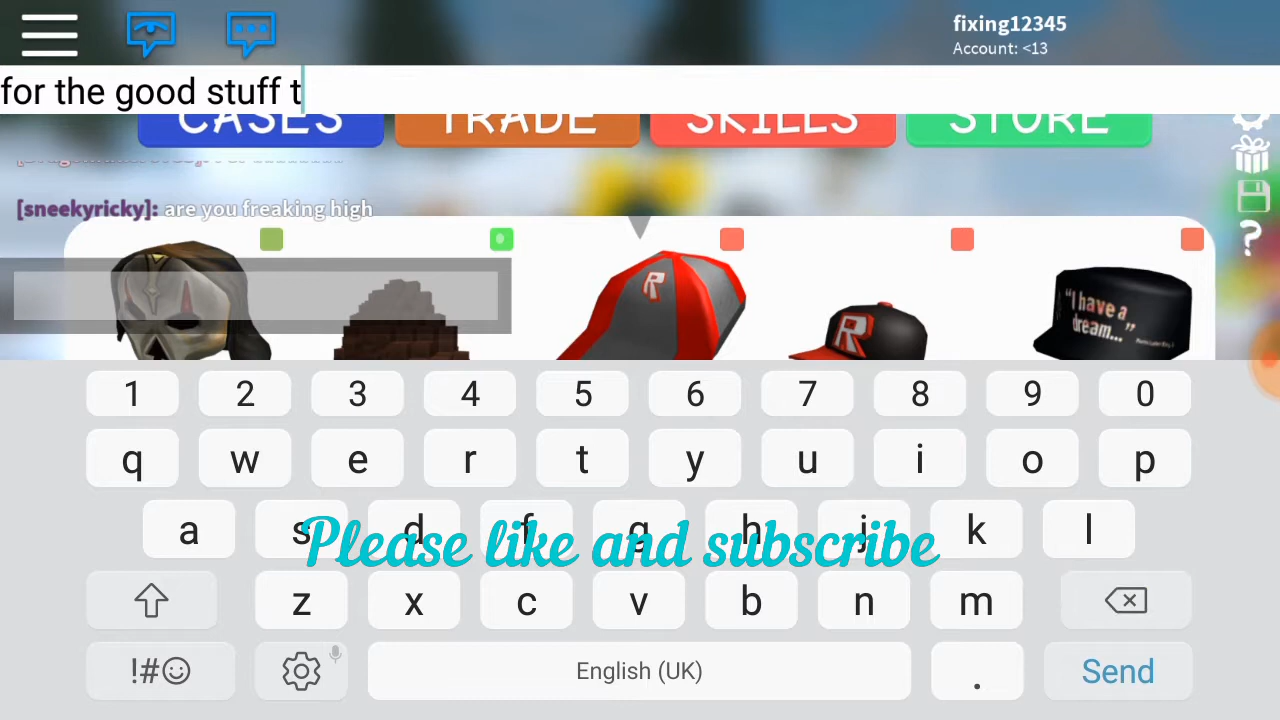 fixing12345
Account: <13
for the good stuff t
CASES
TRADE
SKILLS
STORE
[sneekyricky]: are you freaking high
R
R
"I have a
dream..."
1 2 3 4 5 6 7 8 9 0
q w e r t y u i o p
a s d f g h j k l
Please like and subscribe
z x c v b n m
!#☺
English (UK)
.
Send